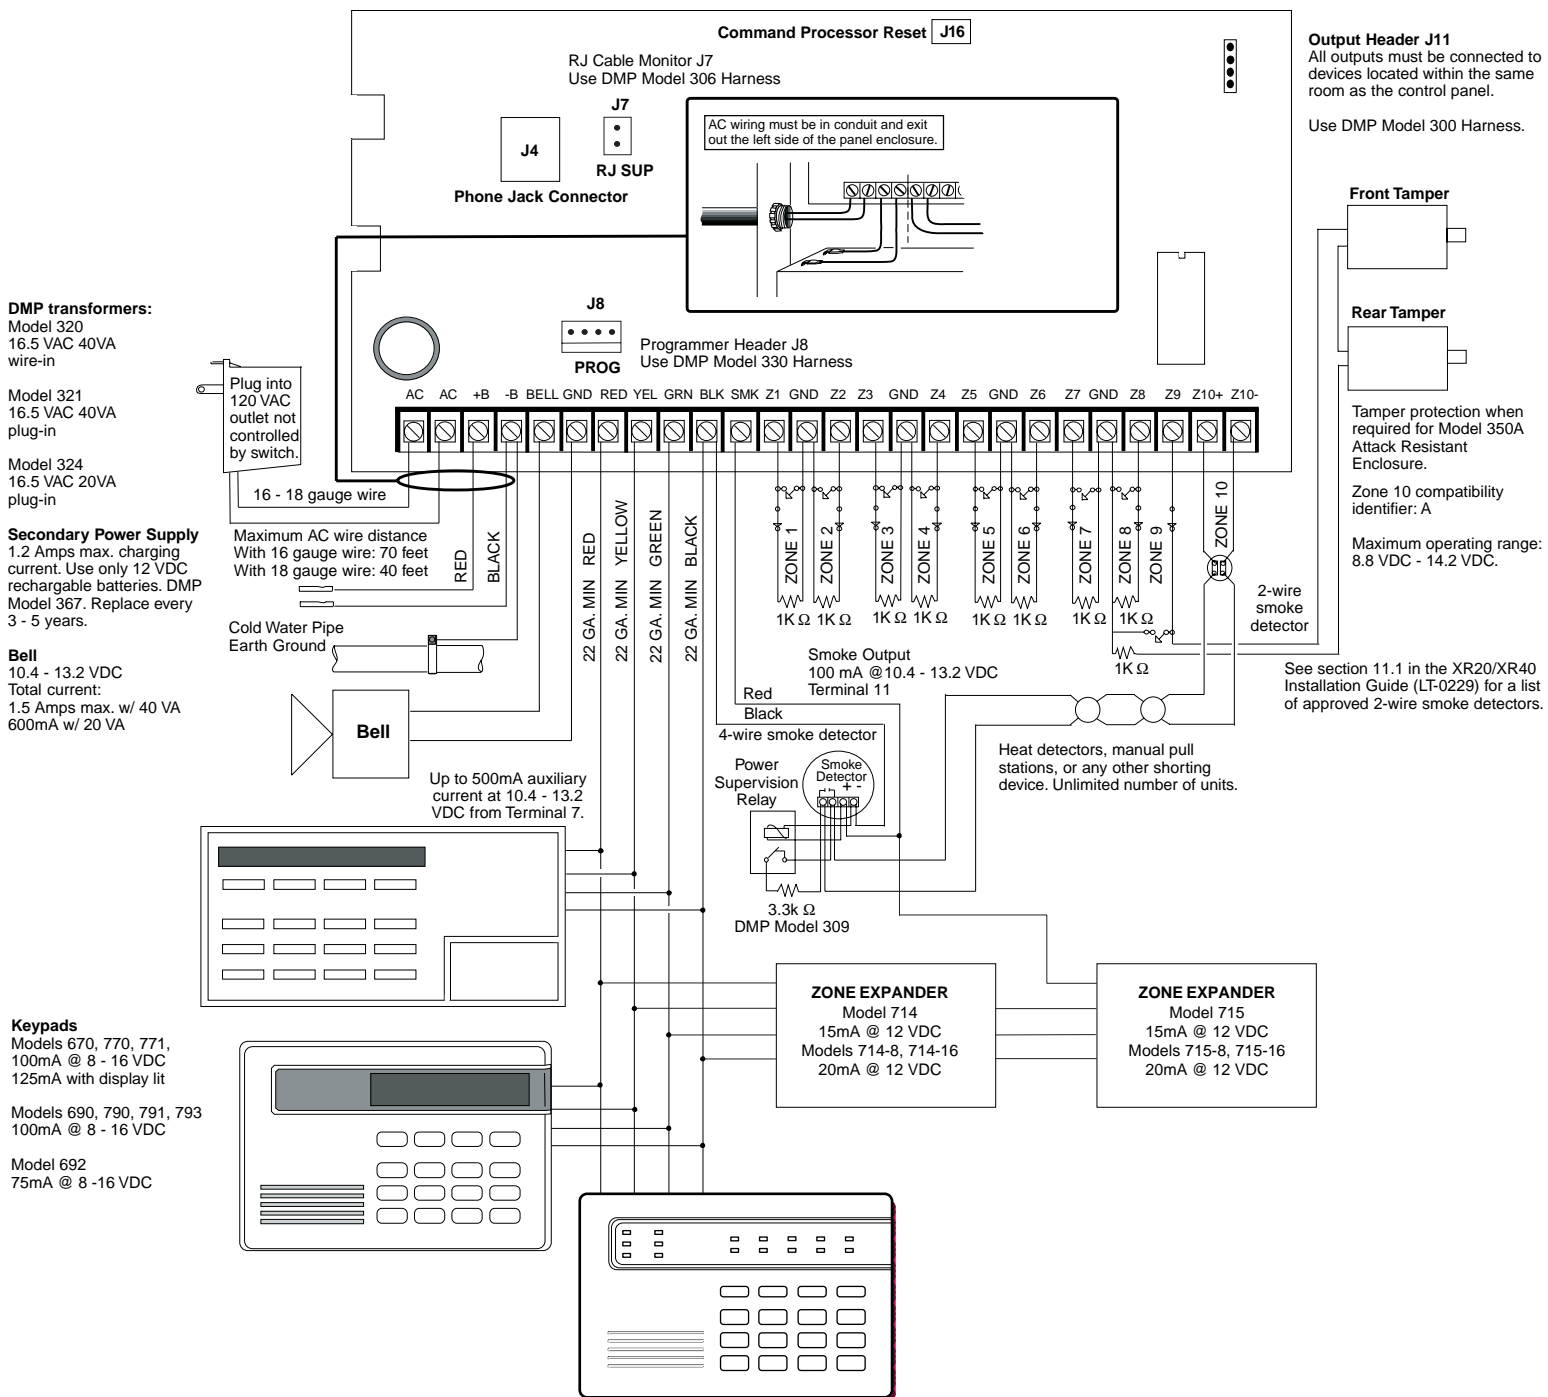 Command Processor Reset J16
RJ Cable Monitor J7
Use DMP Model 306 Harness
J7
RJ SUP
J4
Phone Jack Connector
AC wiring must be in conduit and exit
out the left side of the panel enclosure.
Output Header J11
All outputs must be connected to
devices located within the same
room as the control panel.
Use DMP Model 300 Harness.
Front Tamper
Rear Tamper
Tamper protection when
required for Model 350A
Attack Resistant
Enclosure.
Zone 10 compatibility
identifier: A
Maximum operating range:
8.8 VDC - 14.2 VDC.
J8
PROG
Programmer Header J8
Use DMP Model 330 Harness
DMP transformers:
Model 320
16.5 VAC 40VA
wire-in
Model 321
16.5 VAC 40VA
plug-in
Model 324
16.5 VAC 20VA
plug-in
Secondary Power Supply
1.2 Amps max. charging
current. Use only 12 VDC
rechargable batteries. DMP
Model 367. Replace every
3 - 5 years.
Bell
10.4 - 13.2 VDC
Total current:
1.5 Amps max. w/ 40 VA
600mA w/ 20 VA
Plug into
120 VAC
outlet not
controlled
by switch.
AC AC +B -B BELL GND RED YEL GRN BLK SMK Z1 GND Z2 Z3 GND Z4 Z5 GND Z6 Z7 GND Z8 Z9 Z10+ Z10-
16 - 18 gauge wire
Maximum AC wire distance
With 16 gauge wire: 70 feet
With 18 gauge wire: 40 feet
RED
BLACK
Cold Water Pipe
Earth Ground
Bell
22 GA. MIN RED
22 GA. MIN YELLOW
22 GA. MIN GREEN
22 GA. MIN BLACK
ZONE 1
ZONE 2
ZONE 3
ZONE 4
ZONE 5
ZONE 6
ZONE 7
ZONE 8
ZONE 9
ZONE 10
1K Ω 1K Ω 1K Ω 1K Ω 1K Ω 1K Ω 1K Ω 1K Ω
1K Ω
2-wire
smoke
detector
See section 11.1 in the XR20/XR40
Installation Guide (LT-0229) for a list
of approved 2-wire smoke detectors.
Smoke Output
100 mA @10.4 - 13.2 VDC
Terminal 11
Red
Black
4-wire smoke detector
Power
Supervision
Relay
Smoke
Detector
+ -
3.3k Ω
DMP Model 309
Heat detectors, manual pull
stations, or any other shorting
device. Unlimited number of units.
Up to 500mA auxiliary
current at 10.4 - 13.2
VDC from Terminal 7.
ZONE EXPANDER
Model 714
15mA @ 12 VDC
Models 714-8, 714-16
20mA @ 12 VDC
ZONE EXPANDER
Model 715
15mA @ 12 VDC
Models 715-8, 715-16
20mA @ 12 VDC
Keypads
Models 670, 770, 771,
100mA @ 8 - 16 VDC
125mA with display lit
Models 690, 790, 791, 793
100mA @ 8 - 16 VDC
Model 692
75mA @ 8 -16 VDC